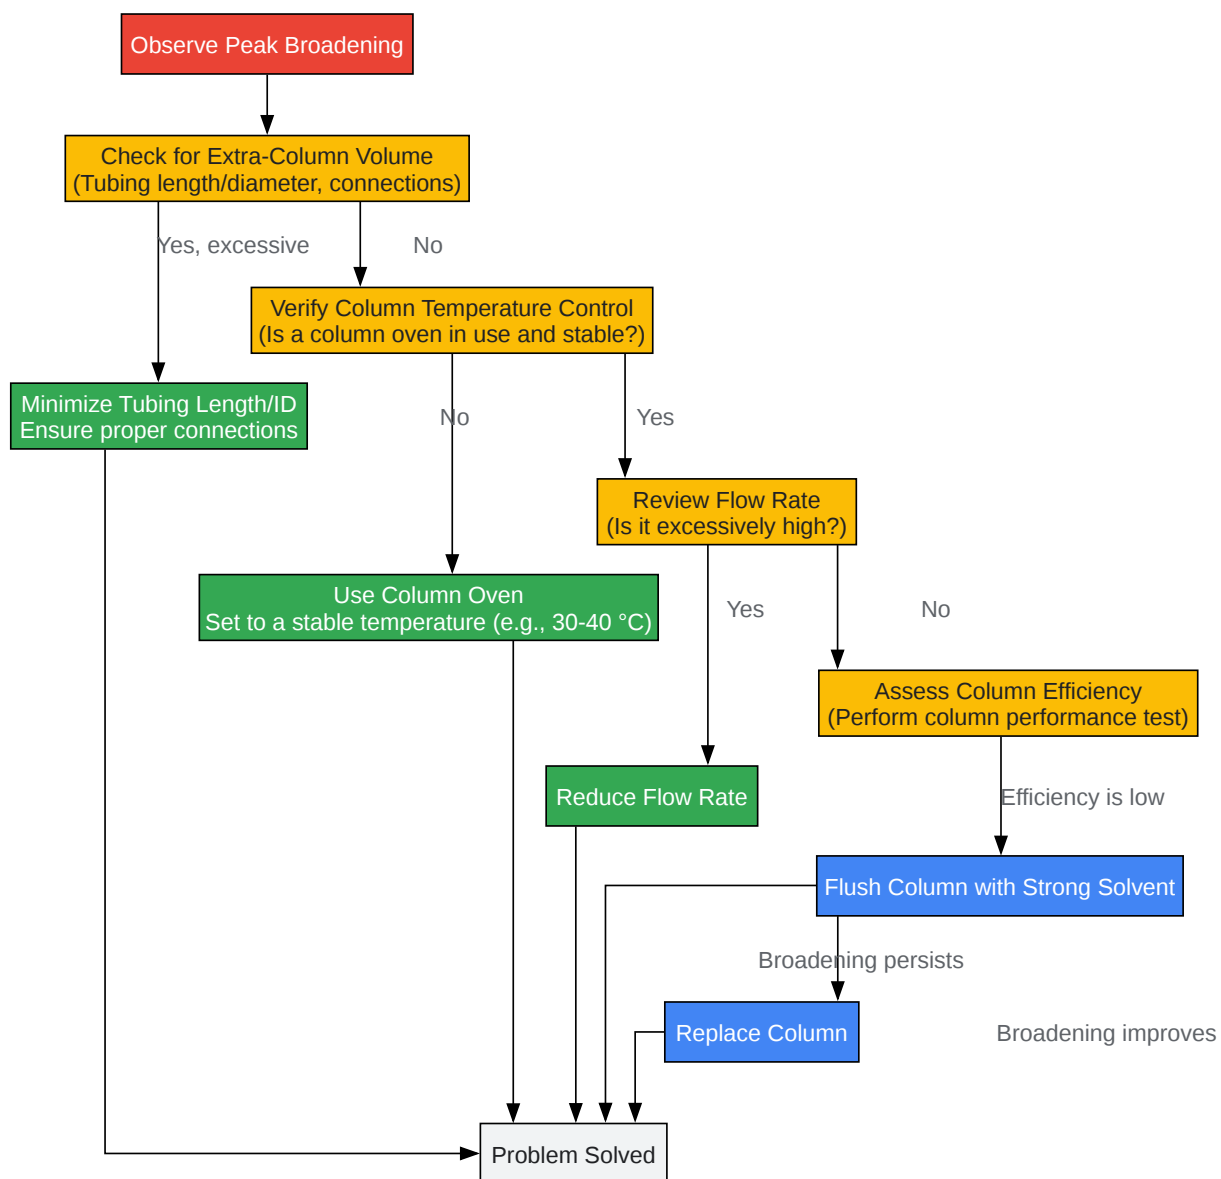 Observe Peak Broadening
Check for Extra-Column Volume
(Tubing length/diameter, connections)
Yes, excessive
No
Verify Column Temperature Control
(Is a column oven in use and stable?)
Minimize Tubing Length/ID
Ensure proper connections
No
Yes
Review Flow Rate
(Is it excessively high?)
Use Column Oven
Set to a stable temperature (e.g., 30-40 °C)
Yes
No
Assess Column Efficiency
(Perform column performance test)
Reduce Flow Rate
Efficiency is low
Flush Column with Strong Solvent
Broadening persists
Replace Column
Broadening improves
Problem Solved